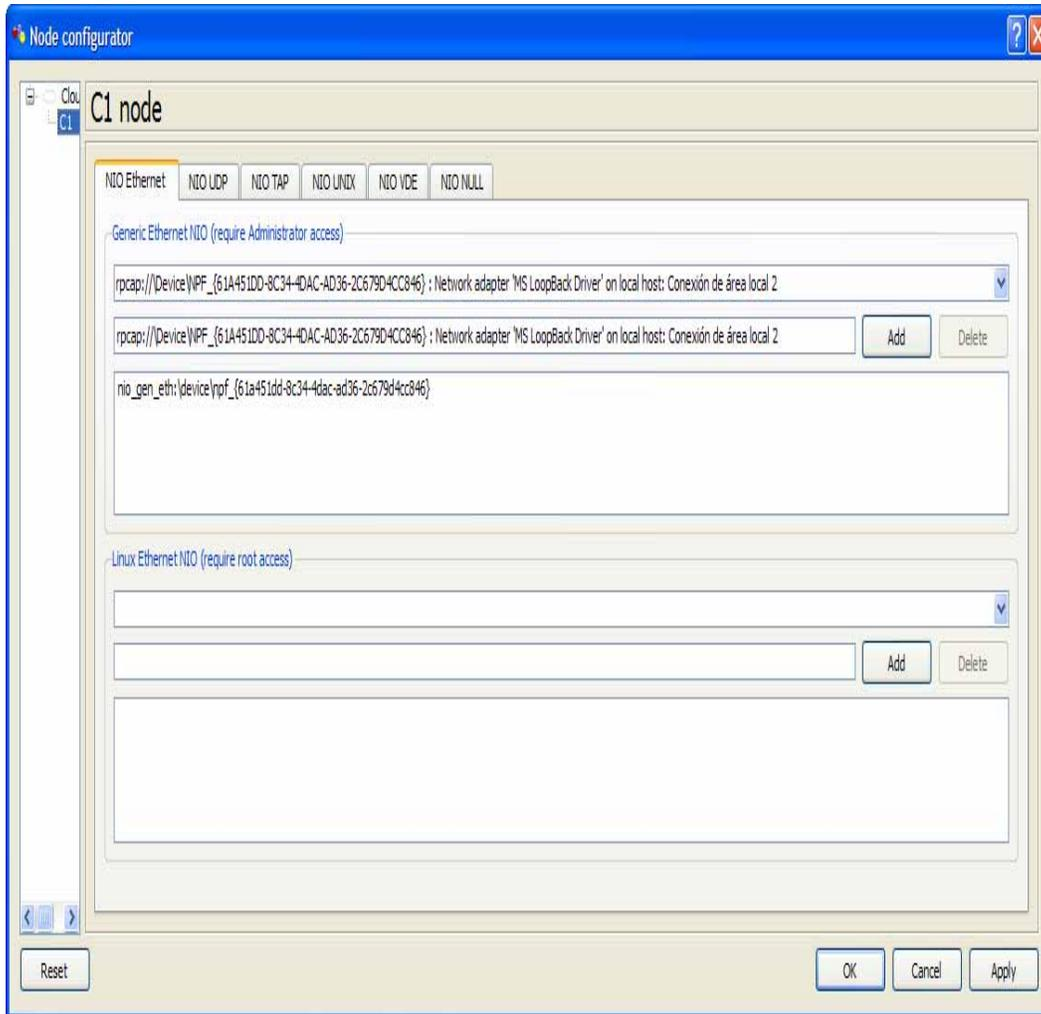 Node configurator
Clou
C1
C1 node
NIO Ethernet NIO UDP NIO TAP NIO UNIX NIO VDE NIO NULL
Generic Ethernet NIO (require Administrator access)
rpcap://\Device\NPF_{61A451DD-8C34-4DAC-AD36-2C679D4CC846} : Network adapter 'MS LoopBack Driver' on local host: Conexión de área local 2
rpcap://\Device\NPF_{61A451DD-8C34-4DAC-AD36-2C679D4CC846} : Network adapter 'MS LoopBack Driver' on local host: Conexión de área local 2 Add Delete
nio_gen_eth:\device\npf_{61a451dd-8c34-4dac-ad36-2c679d4cc846}
Linux Ethernet NIO (require root access)
Add Delete
Reset OK Cancel Apply